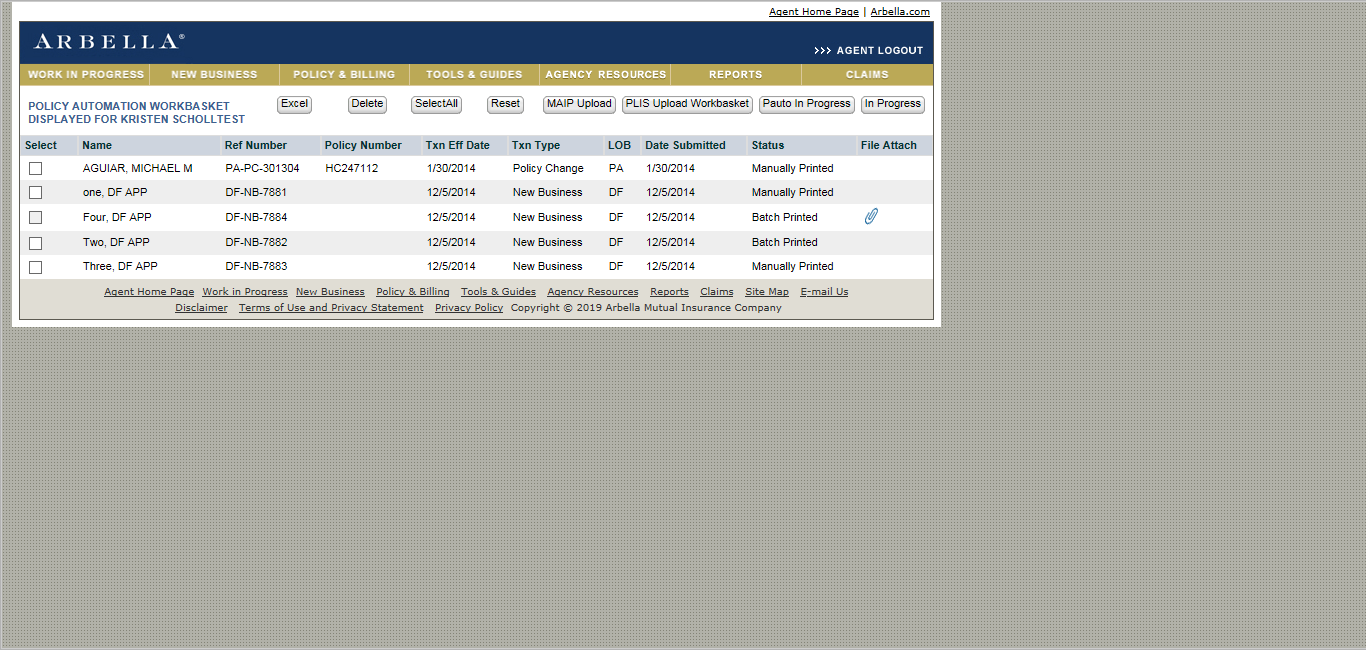 Agent Home Page | Arbella.com
ARBELLA®
>>> AGENT LOGOUT
WORK IN PROGRESS NEW BUSINESS POLICY & BILLING TOOLS & GUIDES AGENCY RESOURCES REPORTS CLAIMS
POLICY AUTOMATION WORKBASKET
DISPLAYED FOR KRISTEN SCHOLLTEST
Excel Delete SelectAll Reset MAIP Upload PLIS Upload Workbasket Pauto In Progress In Progress
Select Name Ref Number Policy Number Txn Eff Date Txn Type LOB Date Submitted Status File Attach
AGUIAR, MICHAEL M PA-PC-301304 HC247112 1/30/2014 Policy Change PA 1/30/2014 Manually Printed
one, DF APP DF-NB-7881 12/5/2014 New Business DF 12/5/2014 Manually Printed
Four, DF APP DF-NB-7884 12/5/2014 New Business DF 12/5/2014 Batch Printed
Two, DF APP DF-NB-7882 12/5/2014 New Business DF 12/5/2014 Batch Printed
Three, DF APP DF-NB-7883 12/5/2014 New Business DF 12/5/2014 Manually Printed
Agent Home Page Work in Progress New Business Policy & Billing Tools & Guides Agency Resources Reports Claims Site Map E-mail Us
Disclaimer Terms of Use and Privacy Statement Privacy Policy Copyright © 2019 Arbella Mutual Insurance Company